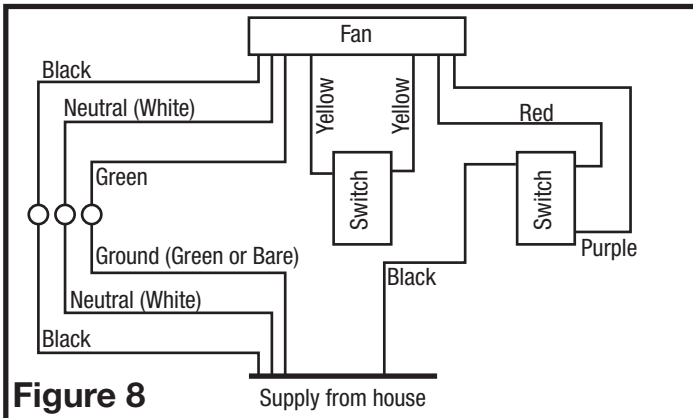 Fan
Black
Neutral (White)
Yellow
Yellow
Red
Green
Switch
Switch
Ground (Green or Bare)
Purple
Black
Neutral (White)
Black
Figure 8
Supply from house